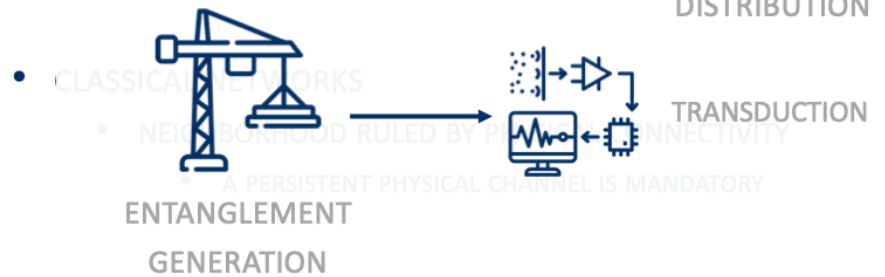 DISTRIBUTION
• CLASSICAL NETWORKS
TRANSDUCTION
• NEIGHBORHOOD RULED BY PHYSICAL CONNECTIVITY
• A PERSISTENT PHYSICAL CHANNEL IS MANDATORY
ENTANGLEMENT
GENERATION